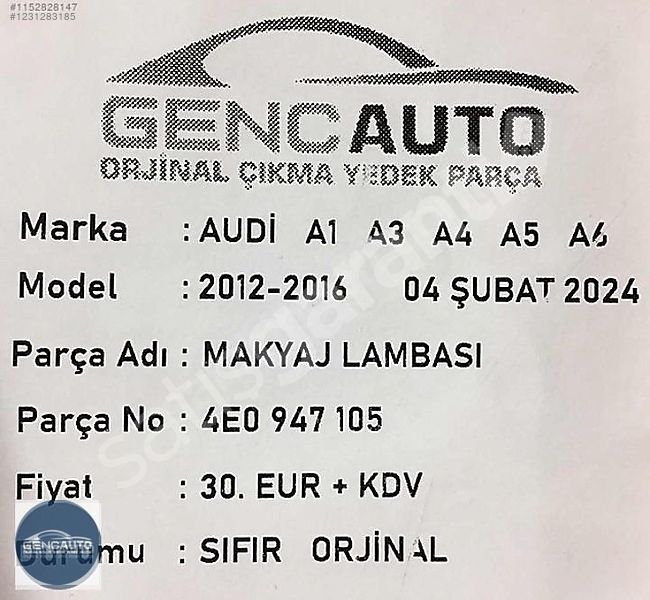 #1152828147
#1231283185
GENCAUTO
ORJİNAL ÇIKMA YEDEK PARÇA
Marka : AUDİ A1 A3 A4 A5 A6
Model : 2012-2016 04 ŞUBAT 2024
Parça Adı : MAKYAJ LAMBASI
Parça No : 4E0 947 105
Fiyat : 30. EUR + KDV
GENCAUTO
Durumu : SIFIR ORJİNAL